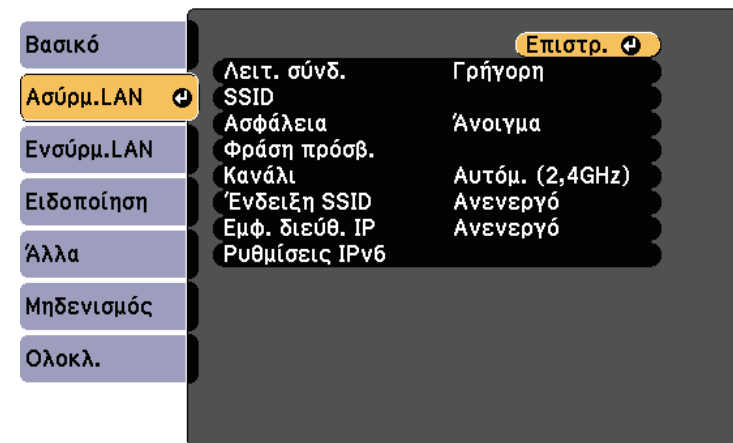 Βασικό
Ασύρμ.LAN
Ενσύρμ.LAN
Ειδοποίηση
Άλλα
Μηδενισμός
Ολοκλ.
Επιστρ.
Λειτ. σύνδ. Γρήγορη
SSID
Ασφάλεια Άνοιγμα
Φράση πρόσβ.
Κανάλι Αυτόμ. (2,4GHz)
Ένδειξη SSID Ανενεργό
Εμφ. διεύθ. IP Ανενεργό
Ρυθμίσεις IPv6